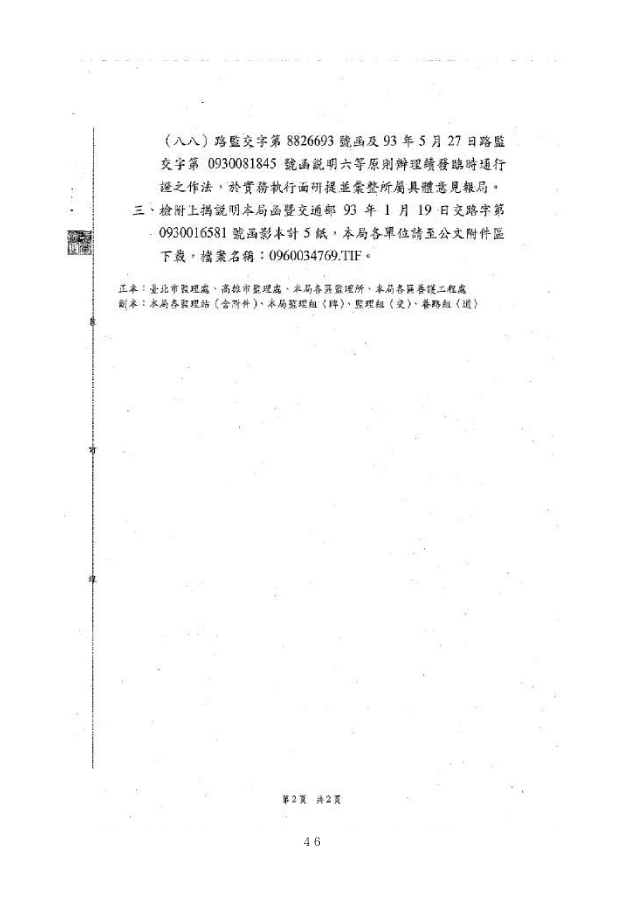 (八八)路監交字第 8826693 號函及 93 年 5 月 27 日路監
交字第 0930081845 號函說明六等原則辦理續發臨時通行
證之作法，於實務執行面研提並彙整所屬具體意見報局。
三、檢附上揭說明本局函暨交通部 93 年 1 月 19 日交路字第
0930016581 號函影本計 5 紙，本局各單位請至公文附件區
下載，檔案名稱：0960034769.TIF。
正本：臺北市監理處、高雄市監理處、本局各區監理所、本局各區養護工程處
副本：本局各監理站（含附件）、本局監理組（牌）、監理組（交）、養路組（道）
裝
訂
線
第2頁 共2頁
46